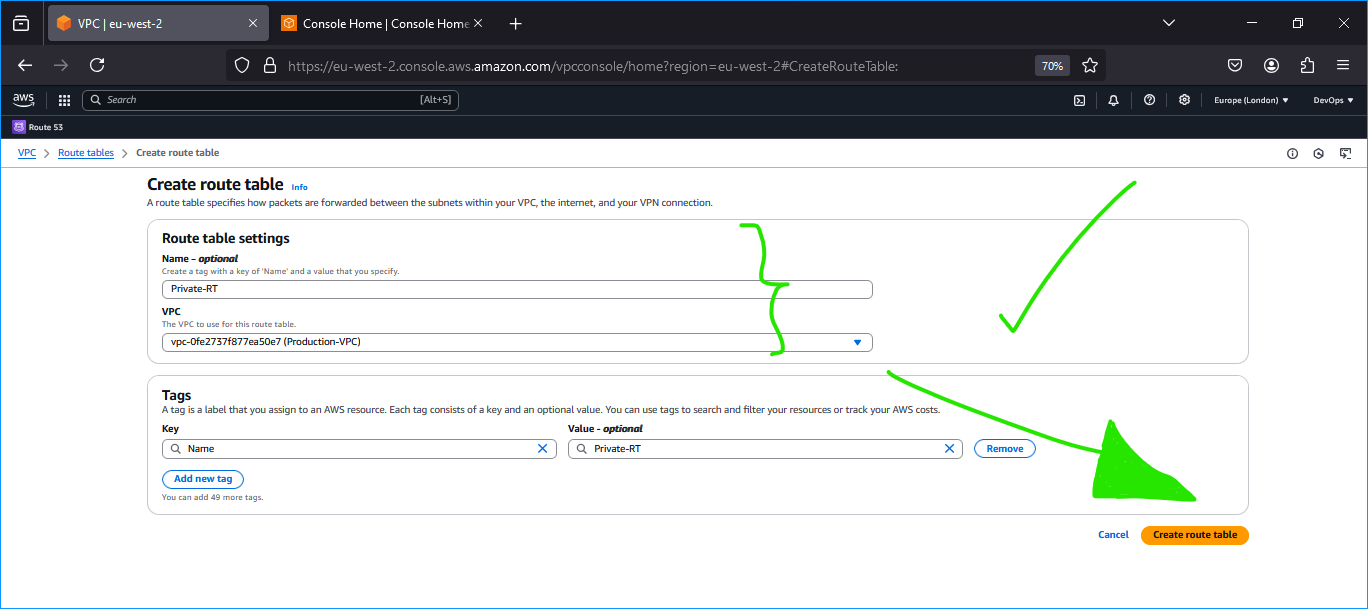 VPC | eu-west-2
Console Home | Console Home
https://eu-west-2.console.aws.amazon.com/vpcconsole/home?region=eu-west-2#CreateRouteTable:
70%
aws
Search
[Alt+S]
Europe (London)
DevOps
Route 53
VPC > Route tables > Create route table
Create route table Info
A route table specifies how packets are forwarded between the subnets within your VPC, the internet, and your VPN connection.
Route table settings
Name - optional
Create a tag with a key of 'Name' and a value that you specify.
Private-RT
VPC
The VPC to use for this route table.
vpc-0fe2737f877ea50e7 (Production-VPC)
Tags
A tag is a label that you assign to an AWS resource. Each tag consists of a key and an optional value. You can use tags to search and filter your resources or track your AWS costs.
Key
Value - optional
Name
Private-RT
Remove
Add new tag
You can add 49 more tags.
Cancel
Create route table